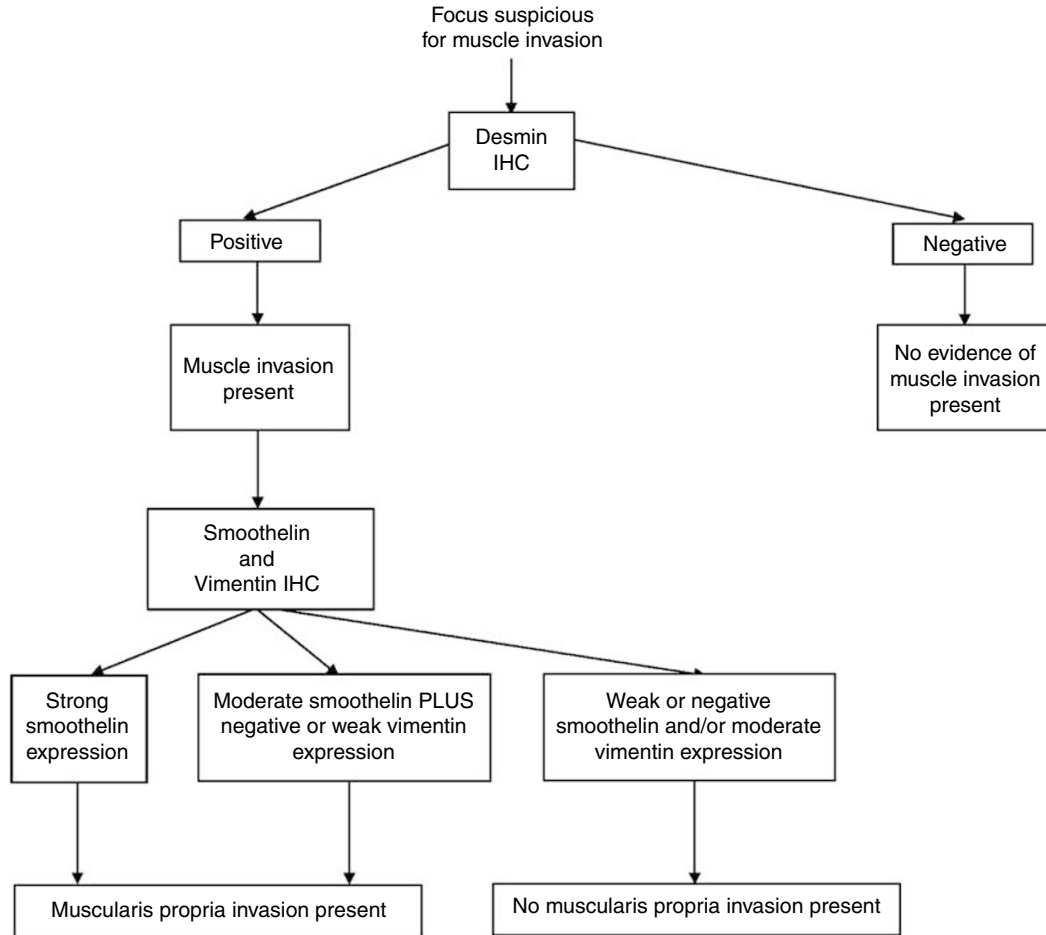 Focus suspicious
for muscle invasion
Desmin
IHC
Positive
Negative
Muscle invasion
present
No evidence of
muscle invasion
present
Smoothelin
and
Vimentin IHC
Strong
smoothelin
expression
Moderate smoothelin PLUS
negative or weak vimentin
expression
Weak or negative
smoothelin and/or moderate
vimentin expression
Muscularis propria invasion present
No muscularis propria invasion present